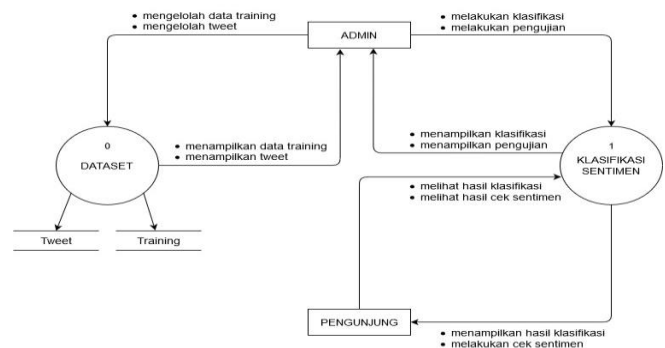 • mengelolah data training
• mengelolah tweet
ADMIN
• melakukan klasifikasi
• melakukan pengujian
0
DATASET
• menampilkan data training
• menampilkan tweet
• menampilkan klasifikasi
• menampilkan pengujian
1
KLASIFIKASI
SENTIMEN
• melihat hasil klasifikasi
• melihat hasil cek sentimen
Tweet
Training
PENGUNJUNG
• menampilkan hasil klasifikasi
• melakukan cek sentimen